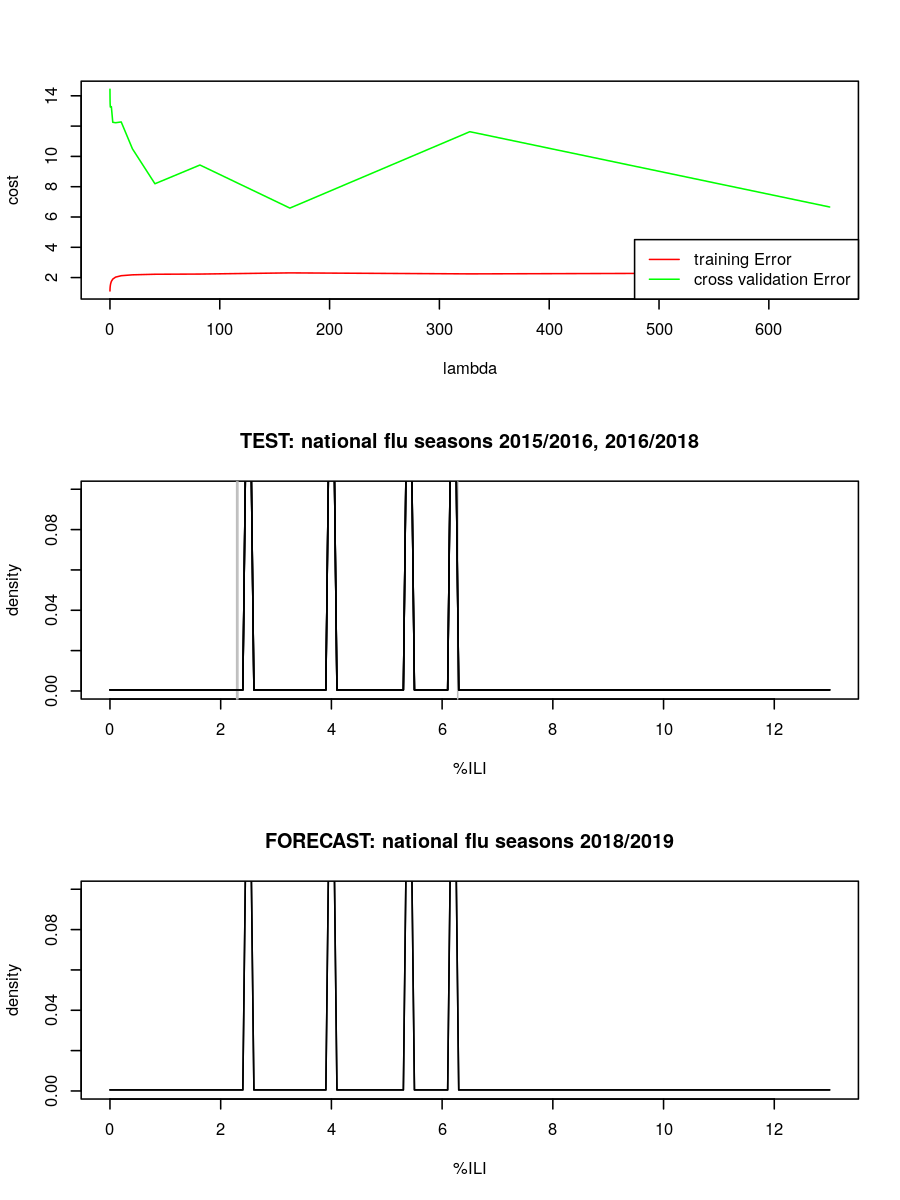 14
10
8
6
4
2
cost
training Error
cross validation Error
0 100 200 300 400 500 600
lambda
TEST: national flu seasons 2015/2016, 2016/2018
0.08
0.04
0.00
density
0 2 4 6 8 10 12
%ILI
FORECAST: national flu seasons 2018/2019
0.08
0.04
0.00
density
0 2 4 6 8 10 12
%ILI